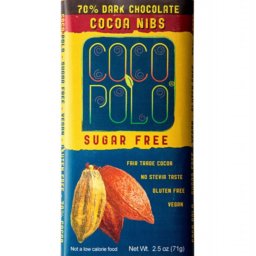 70% DARK CHOCOLATE
COCOA NIBS
COCO
POLO®
SUGAR FREE
FAIR TRADE COCOA
NO STEVIA TASTE
GLUTEN FREE
VEGAN
Not a low calorie food
Net Wt. 2.5 oz (71g)